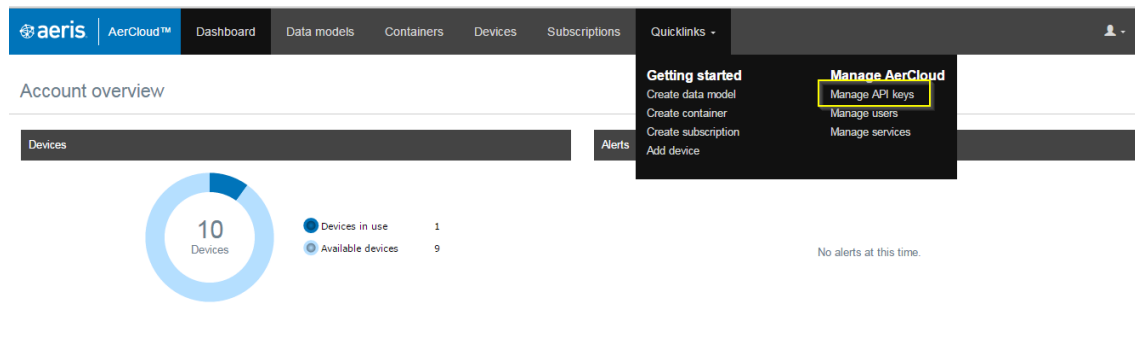 aeris. AerCloud™ Dashboard Data models Containers Devices Subscriptions Quicklinks
Account overview
Getting started
Create data model
Create container
Create subscription
Add device
Manage AerCloud
Manage API keys
Manage users
Manage services
Devices
10
Devices
Devices in use 1
Available devices 9
Alerts
No alerts at this time.